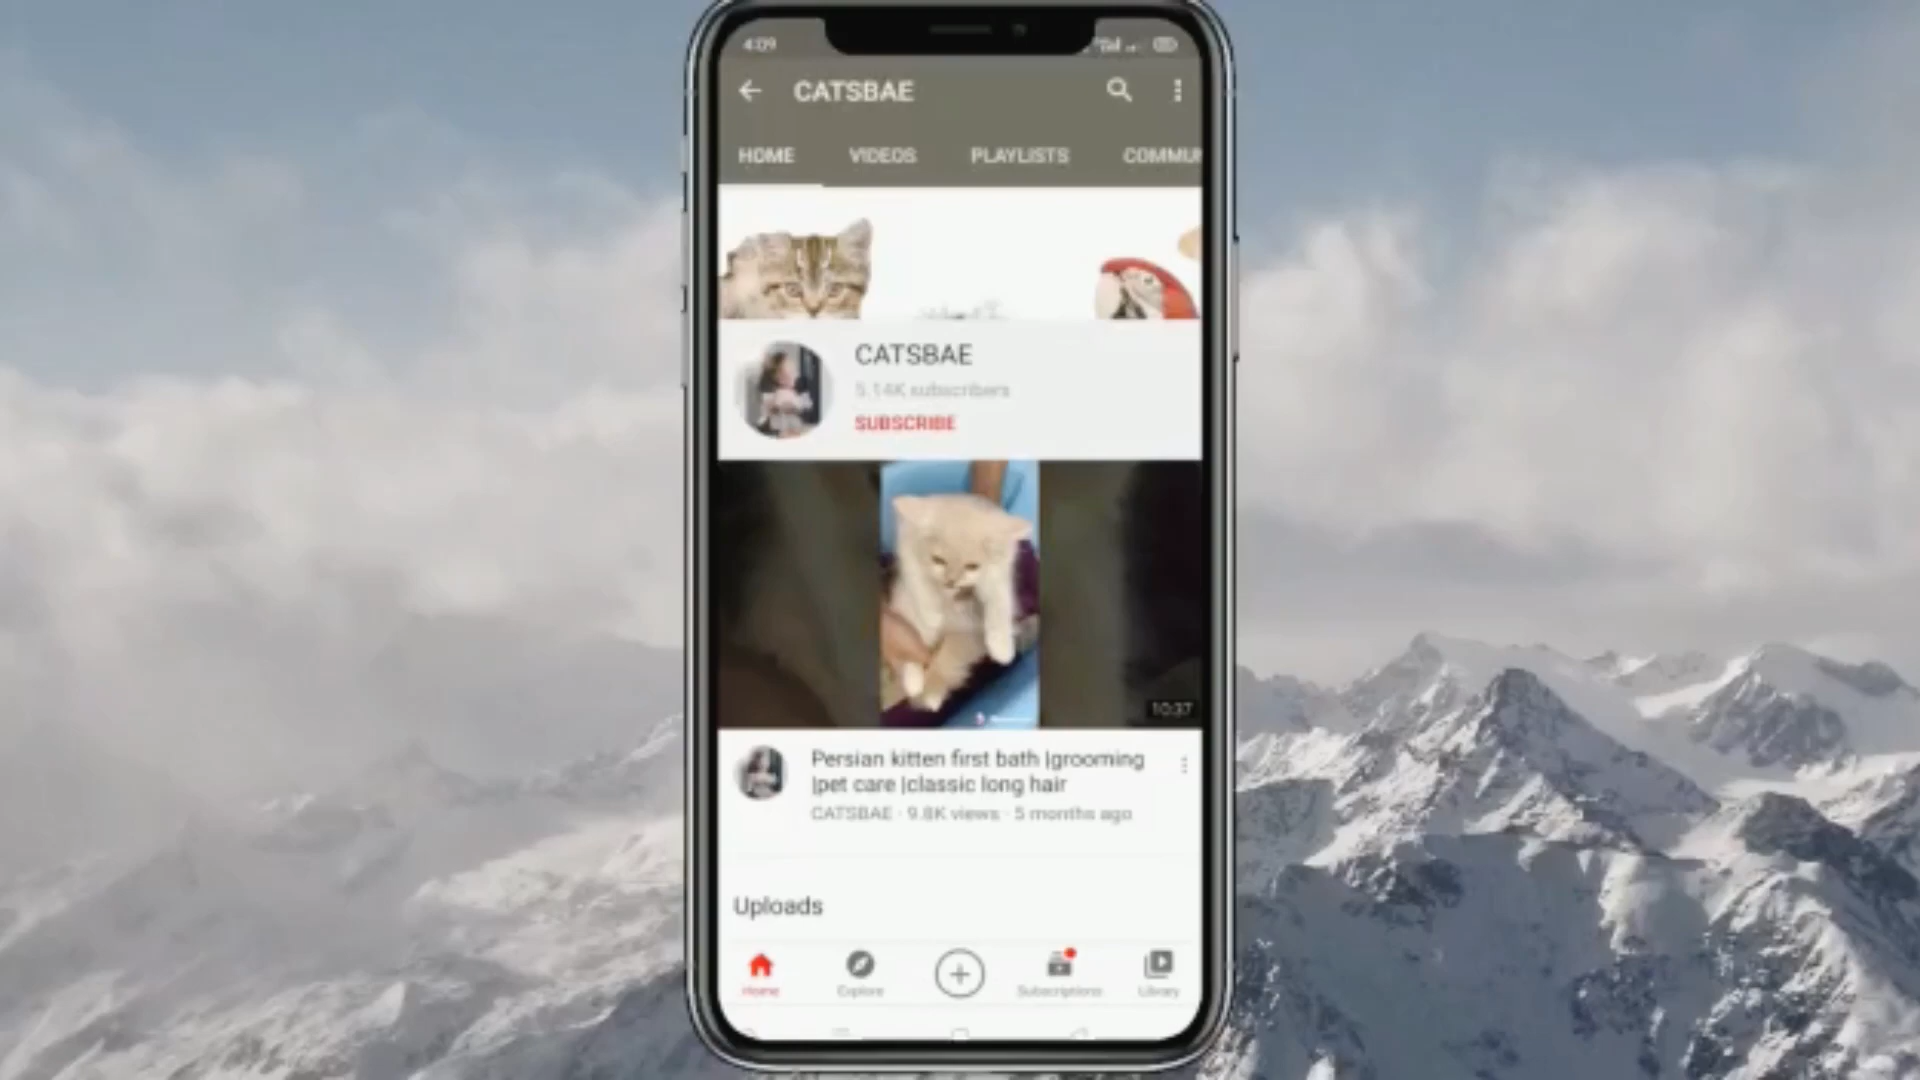 4:09
CATSBAE
HOME VIDEOS PLAYLISTS COMMUN
CATSBAE
5.14K subscribers
SUBSCRIBE
10:37
Persian kitten first bath |grooming
|pet care |classic long hair
CATSBAE · 9.8K views · 5 months ago
Uploads
Home Explore Subscriptions Library